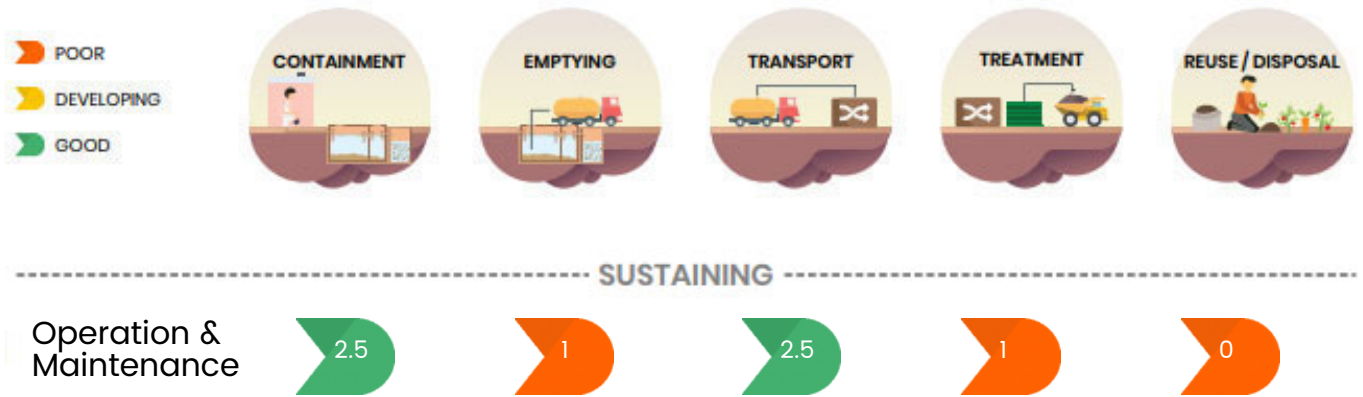 POOR
DEVELOPING
GOOD
CONTAINMENT
EMPTYING
TRANSPORT
TREATMENT
REUSE / DISPOSAL
SUSTAINING
Operation &
Maintenance
2.5
1
2.5
1
0